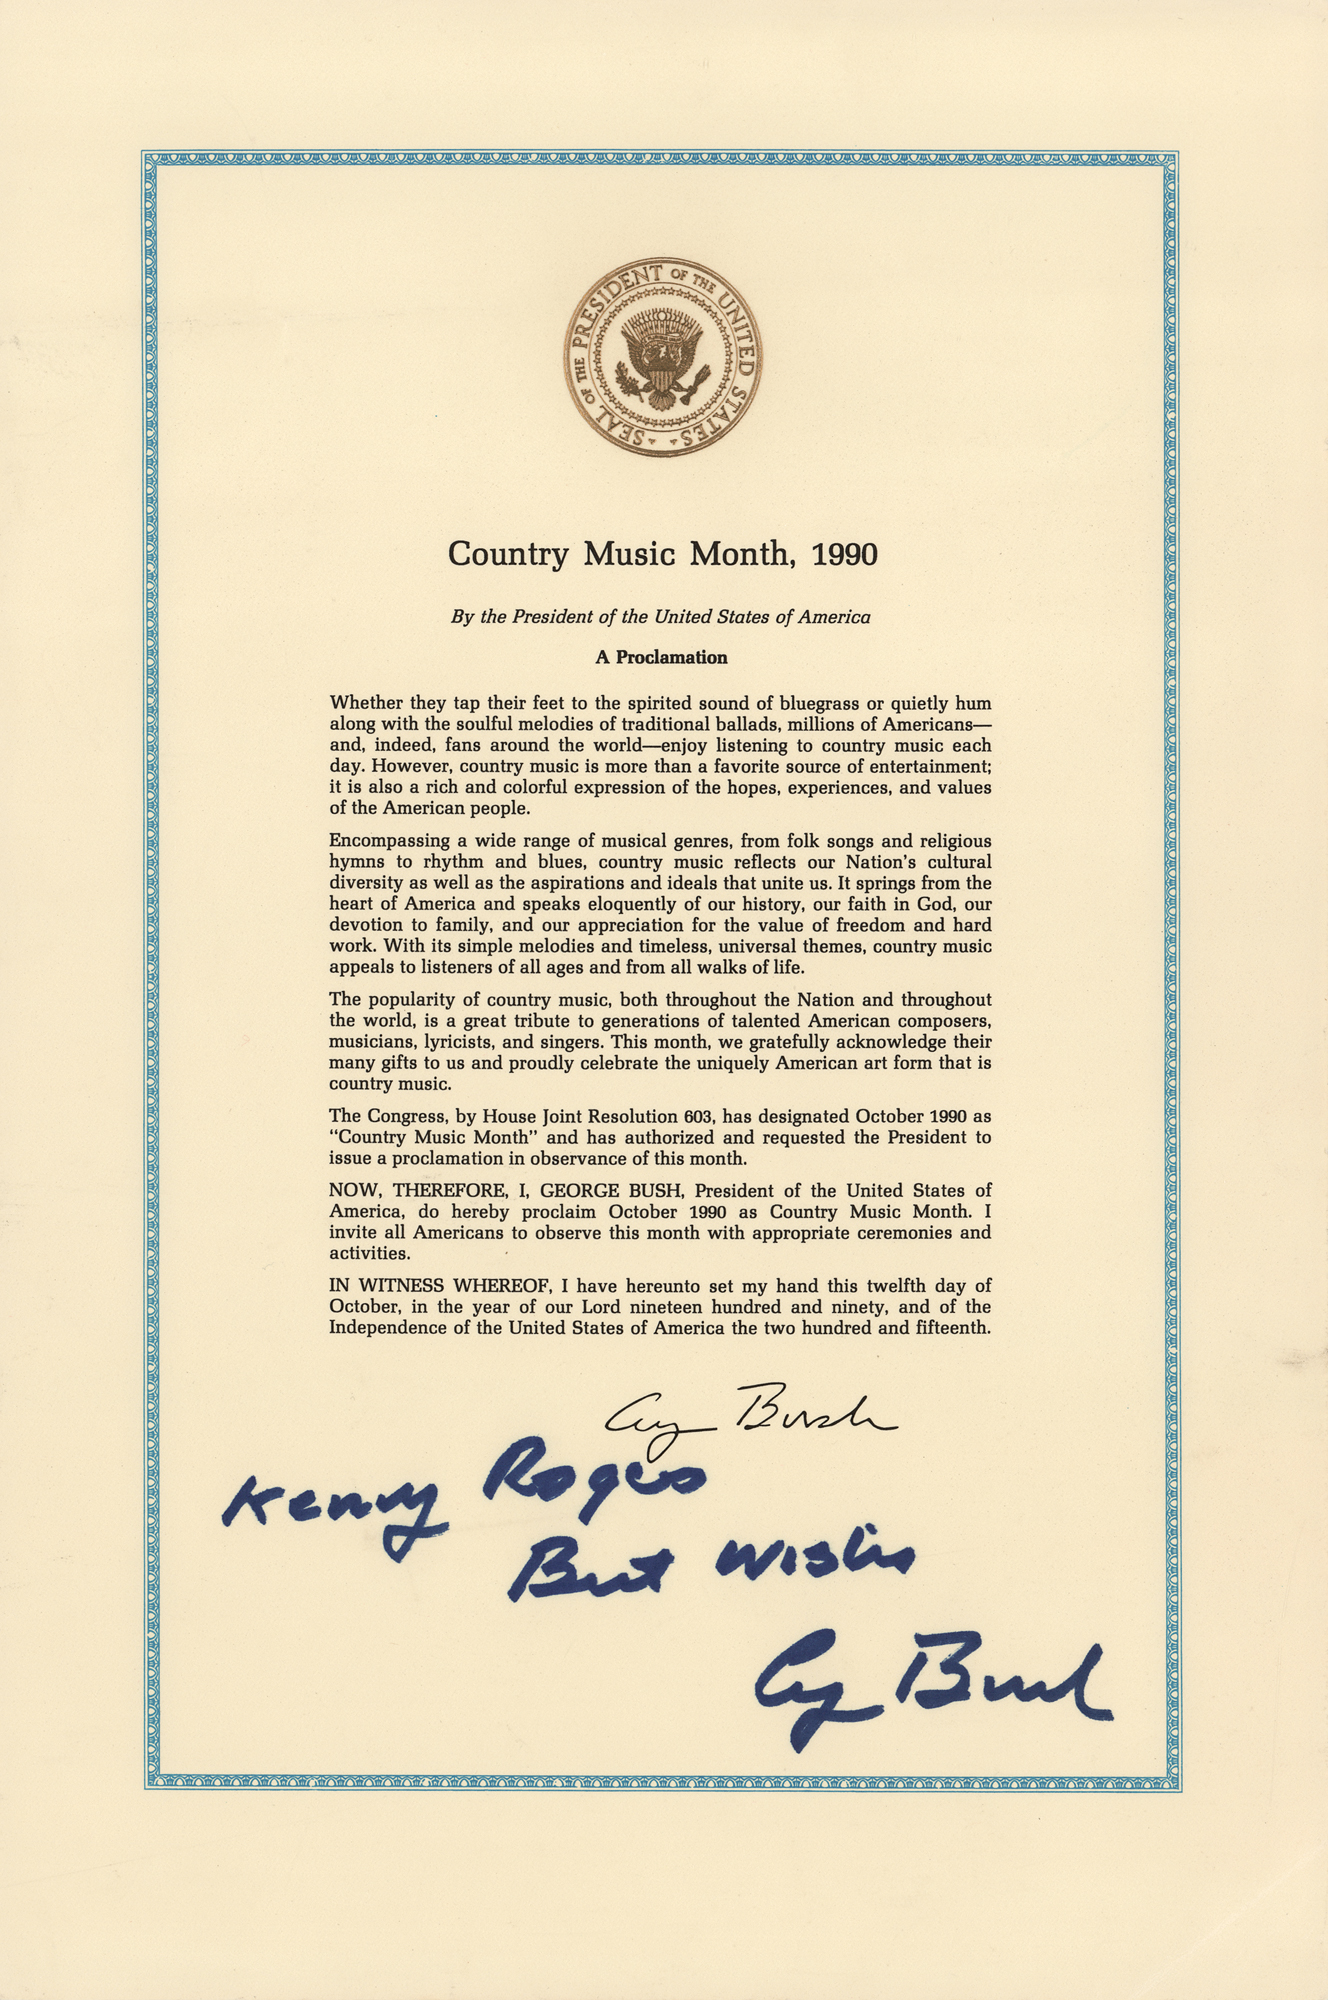 SEAL OF THE PRESIDENT OF THE UNITED STATES
Country Music Month, 1990
By the President of the United States of America
A Proclamation
Whether they tap their feet to the spirited sound of bluegrass or quietly hum
along with the soulful melodies of traditional ballads, millions of Americans—
and, indeed, fans around the world—enjoy listening to country music each
day. However, country music is more than a favorite source of entertainment;
it is also a rich and colorful expression of the hopes, experiences, and values
of the American people.
Encompassing a wide range of musical genres, from folk songs and religious
hymns to rhythm and blues, country music reflects our Nation's cultural
diversity as well as the aspirations and ideals that unite us. It springs from the
heart of America and speaks eloquently of our history, our faith in God, our
devotion to family, and our appreciation for the value of freedom and hard
work. With its simple melodies and timeless, universal themes, country music
appeals to listeners of all ages and from all walks of life.
The popularity of country music, both throughout the Nation and throughout
the world, is a great tribute to generations of talented American composers,
musicians, lyricists, and singers. This month, we gratefully acknowledge their
many gifts to us and proudly celebrate the uniquely American art form that is
country music.
The Congress, by House Joint Resolution 603, has designated October 1990 as
“Country Music Month” and has authorized and requested the President to
issue a proclamation in observance of this month.
NOW, THEREFORE, I, GEORGE BUSH, President of the United States of
America, do hereby proclaim October 1990 as Country Music Month. I
invite all Americans to observe this month with appropriate ceremonies and
activities.
IN WITNESS WHEREOF, I have hereunto set my hand this twelfth day of
October, in the year of our Lord nineteen hundred and ninety, and of the
Independence of the United States of America the two hundred and fifteenth.
Gg Bush
Kenny Rogers
Best Wishes
Gg Bush